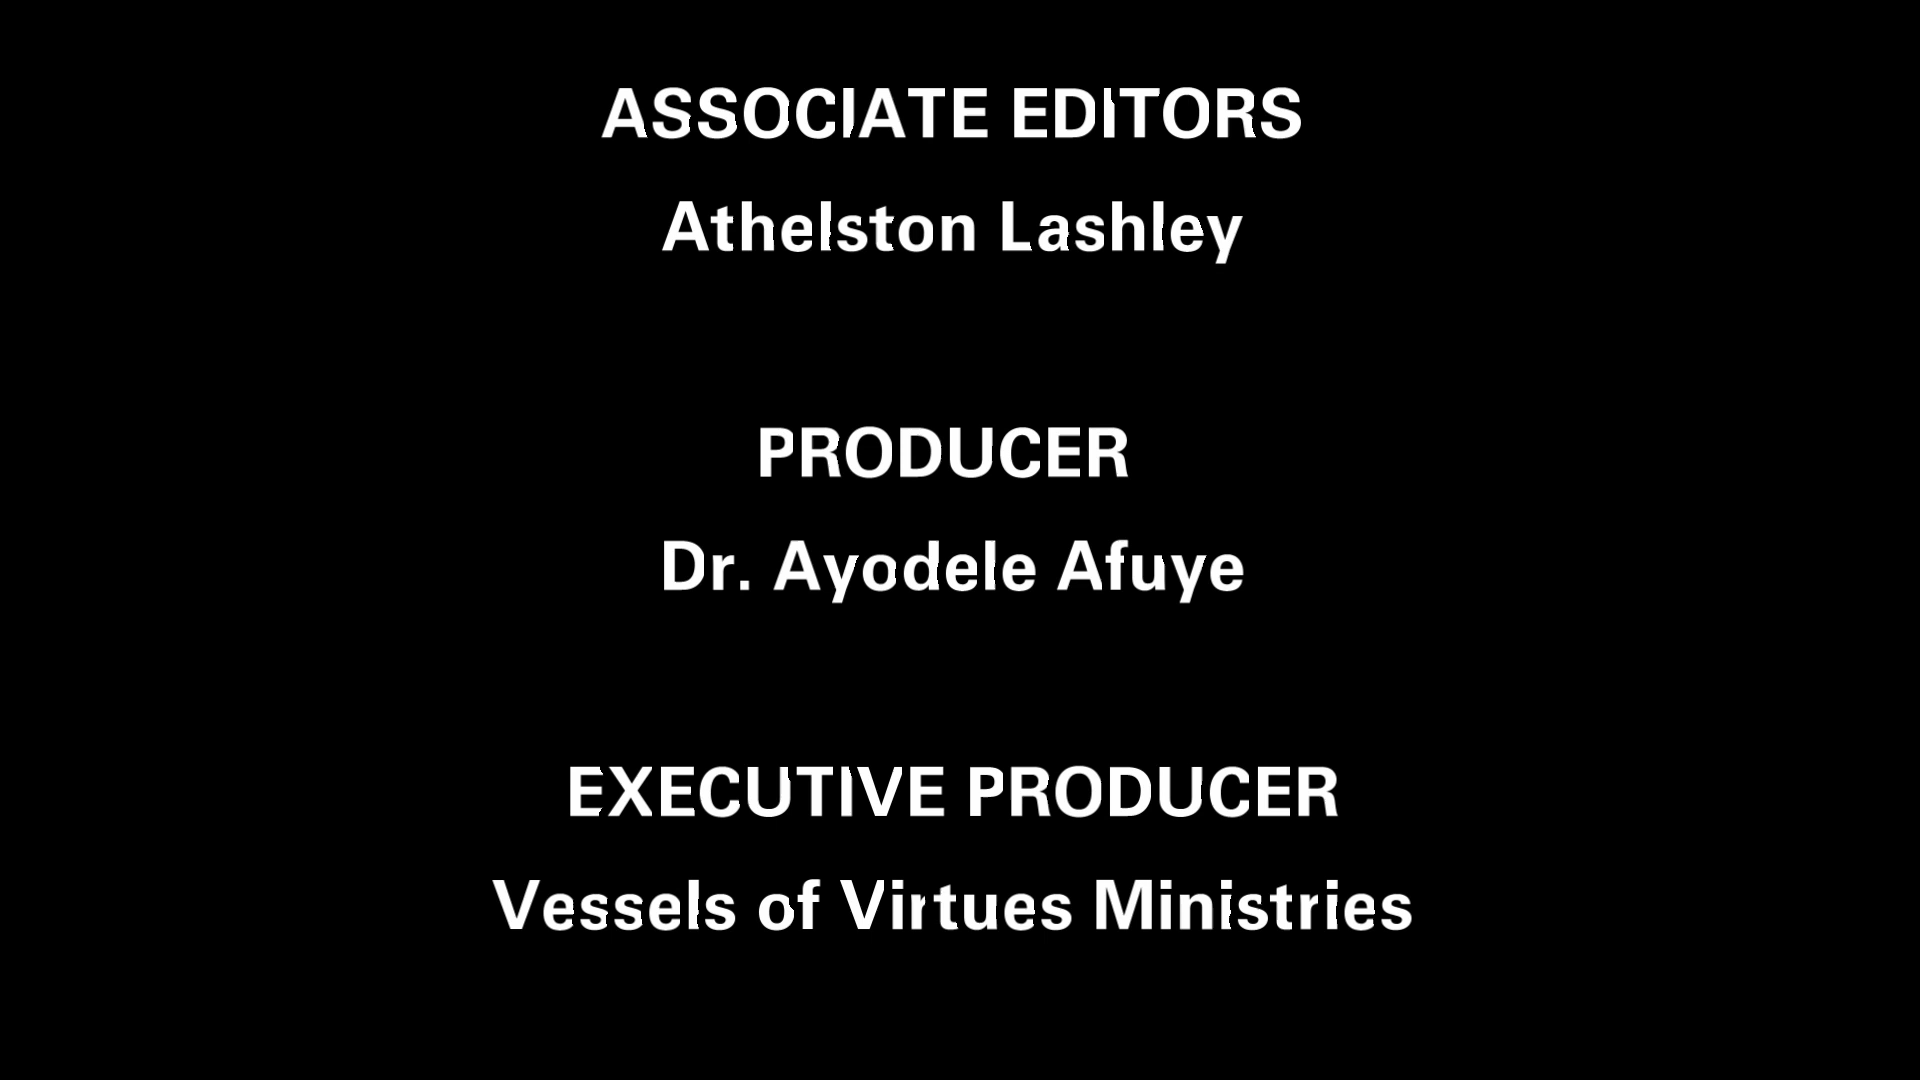 ASSOCIATE EDITORS
Athelston Lashley
PRODUCER
Dr. Ayodele Afuye
EXECUTIVE PRODUCER
Vessels of Virtues Ministries